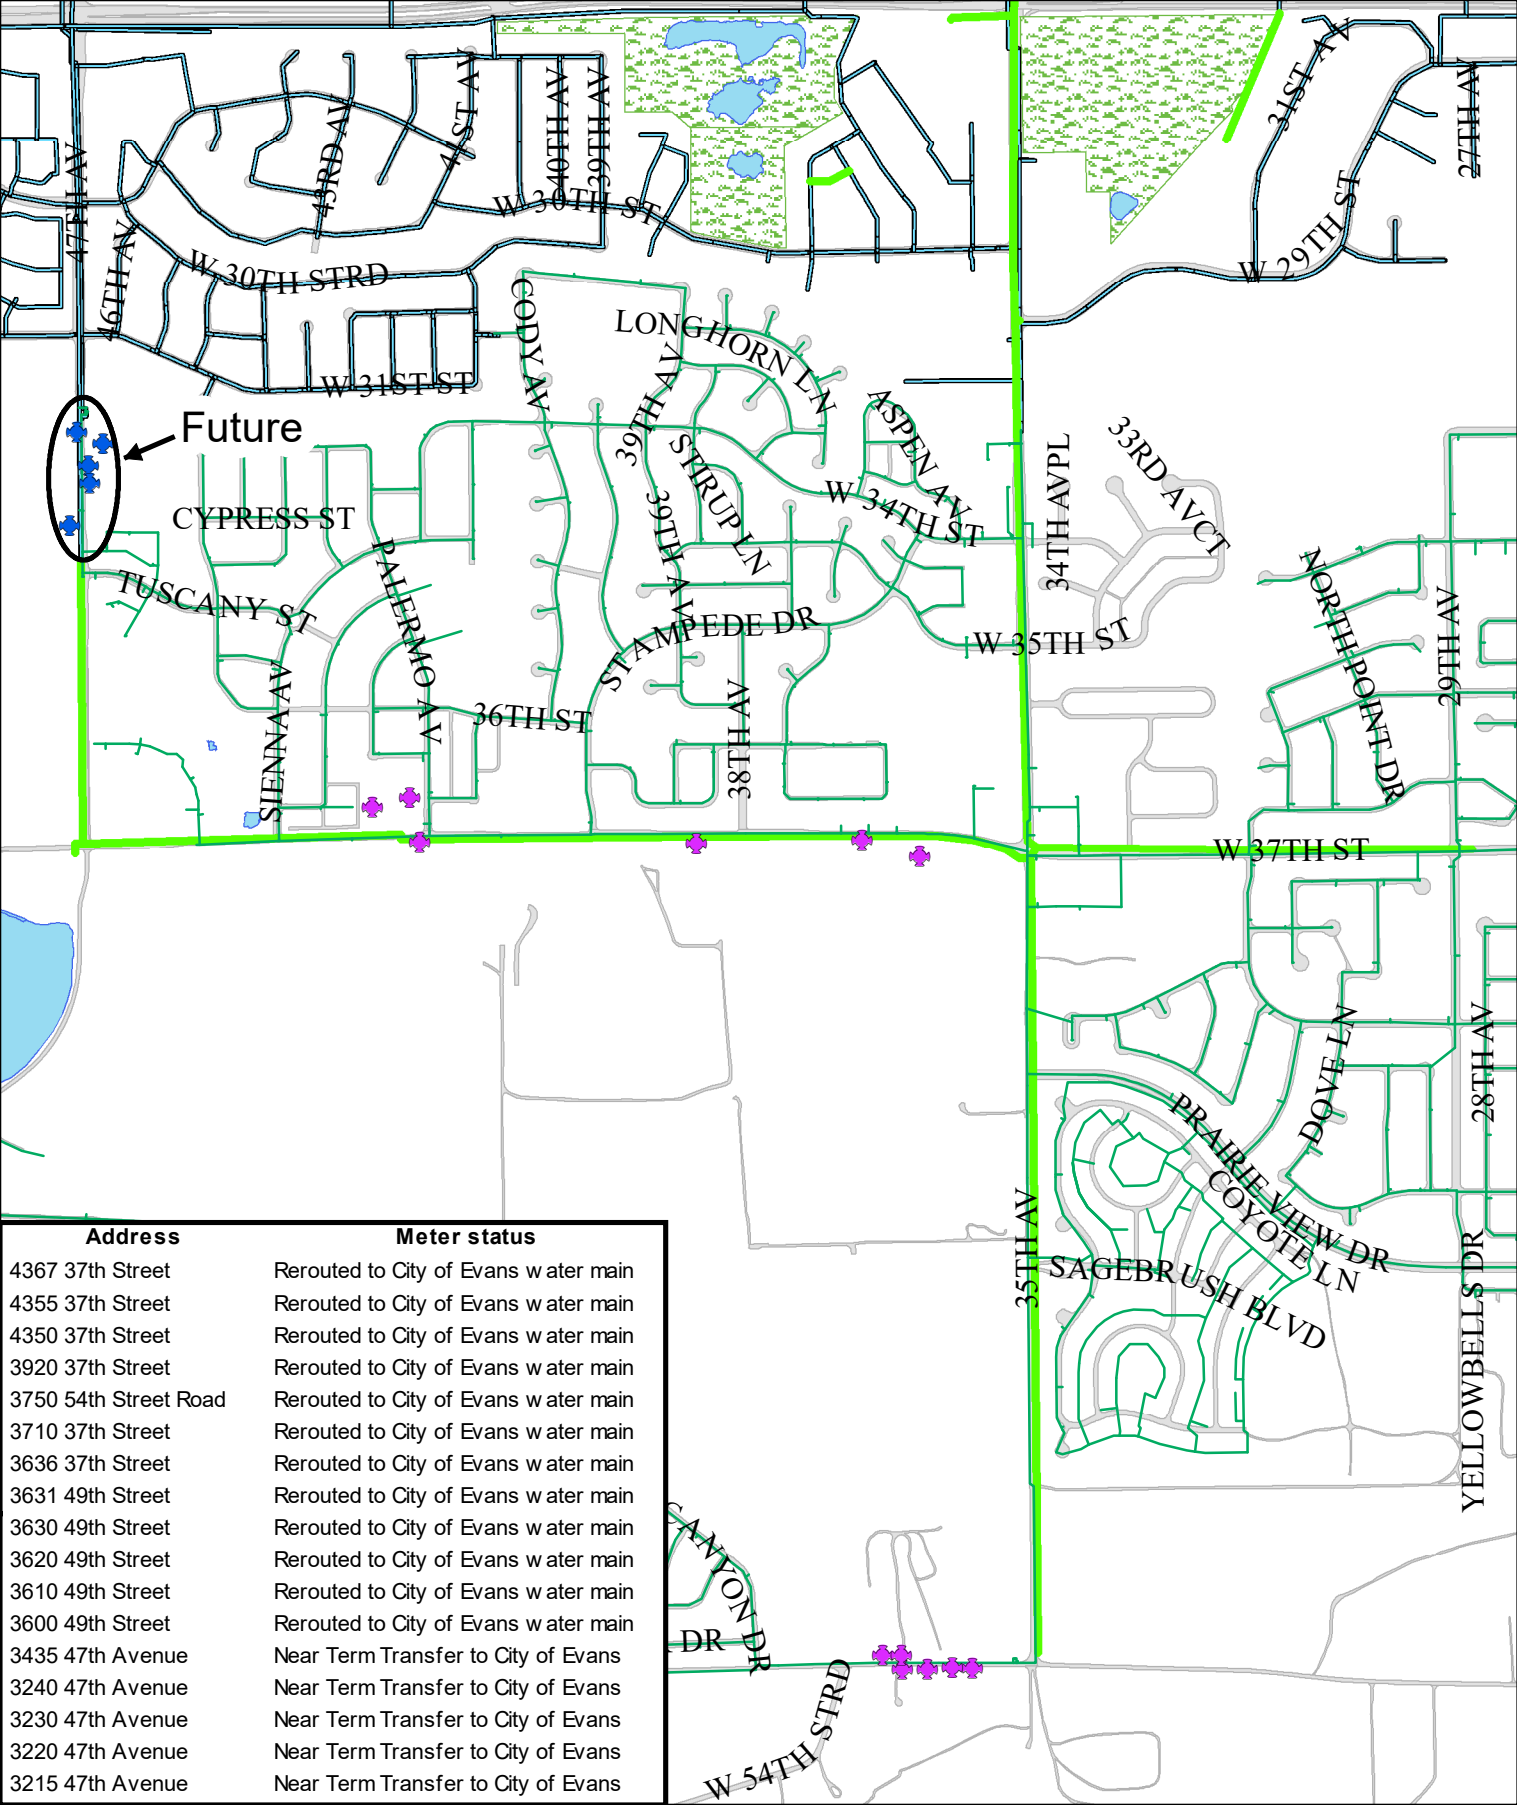 31ST AV
27TH AV
41ST AV
40TH AV
39TH AV
43RD AV
47TH AV
W 30TH ST
46TH AV
W 30TH STRD
W 29TH ST
CODY AV
LONGHORN LN
39TH AV
W 31ST ST
ASPEN AV
Future
STIRUP LN
34TH AVPL
33RD AVCT
CYPRESS ST
39TH AV
W 34TH ST
TUSCANY ST
PALERMO AV
STAMPEDE DR
W 35TH ST
NORTH POINT DR
29TH AV
SIENNA AV
36TH ST
38TH AV
W 37TH ST
DOVE LN
28TH AV
PRAIRIE VIEW DR
COYOTE LN
35TH AV
SAGEBRUSH BLVD
YELLOWBELLS DR
Address Meter status
4367 37th Street Rerouted to City of Evans water main
4355 37th Street Rerouted to City of Evans water main
4350 37th Street Rerouted to City of Evans water main
3920 37th Street Rerouted to City of Evans water main
3750 54th Street Road Rerouted to City of Evans water main
3710 37th Street Rerouted to City of Evans water main
3636 37th Street Rerouted to City of Evans water main
3631 49th Street Rerouted to City of Evans water main
3630 49th Street Rerouted to City of Evans water main
3620 49th Street Rerouted to City of Evans water main
3610 49th Street Rerouted to City of Evans water main
3600 49th Street Rerouted to City of Evans water main
3435 47th Avenue Near Term Transfer to City of Evans
3240 47th Avenue Near Term Transfer to City of Evans
3230 47th Avenue Near Term Transfer to City of Evans
3220 47th Avenue Near Term Transfer to City of Evans
3215 47th Avenue Near Term Transfer to City of Evans
CANYON DR
DR
W 54TH STRD